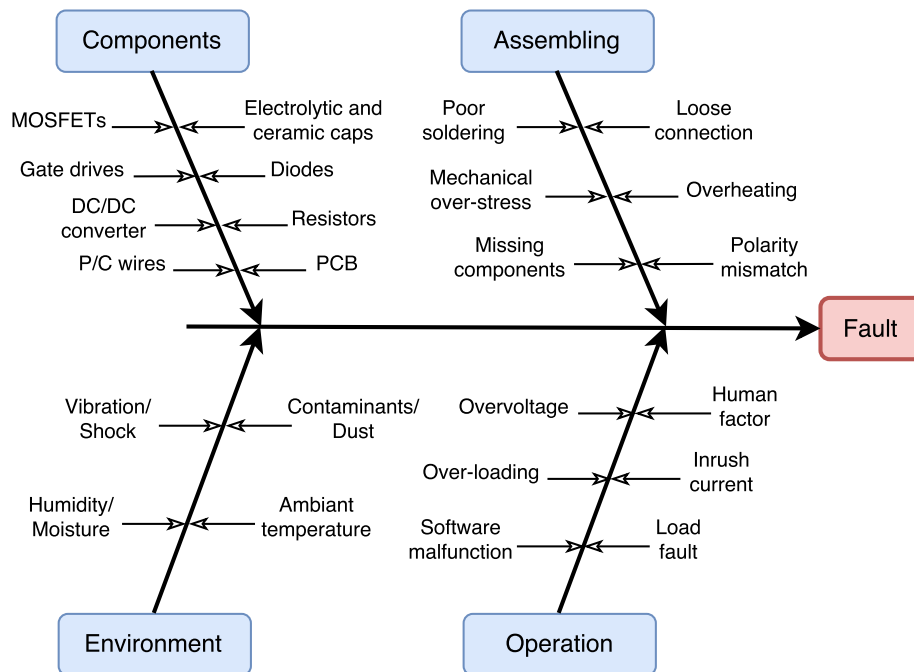 Components
Assembling
MOSFETs
Electrolytic and
ceramic caps
Gate drives
Diodes
DC/DC
converter
Resistors
P/C wires
PCB
Poor
soldering
Loose
connection
Mechanical
over-stress
Overheating
Missing
components
Polarity
mismatch
Fault
Vibration/
Shock
Contaminants/
Dust
Humidity/
Moisture
Ambiant
temperature
Overvoltage
Human
factor
Over-loading
Inrush
current
Software
malfunction
Load
fault
Environment
Operation